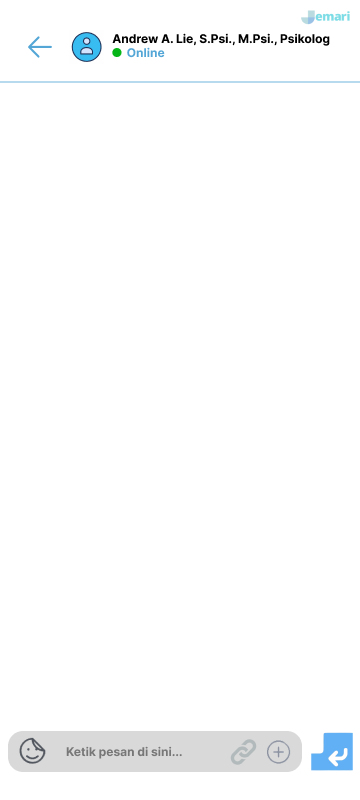 Jemari
Andrew A. Lie, S.Psi., M.Psi., Psikolog
Online
Ketik pesan di sini...